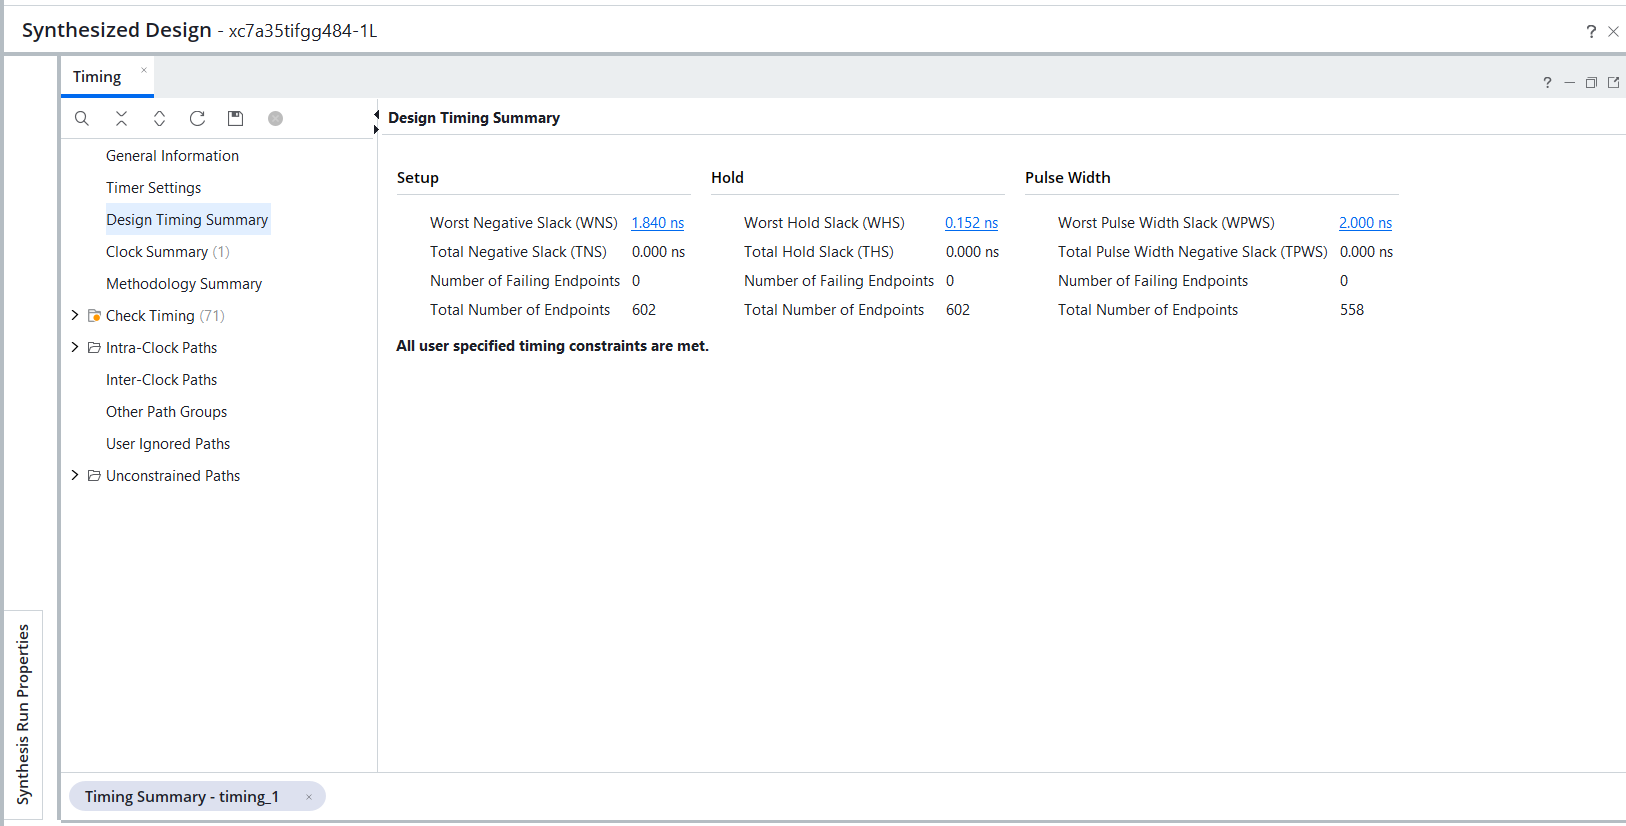 Synthesized Design - xc7a35tifgg484-1L
Timing
Design Timing Summary
General Information
Timer Settings
Design Timing Summary
Clock Summary (1)
Methodology Summary
Check Timing (71)
Intra-Clock Paths
Inter-Clock Paths
Other Path Groups
User Ignored Paths
Unconstrained Paths
Setup
Worst Negative Slack (WNS) 1.840 ns
Total Negative Slack (TNS) 0.000 ns
Number of Failing Endpoints 0
Total Number of Endpoints 602
Hold
Worst Hold Slack (WHS) 0.152 ns
Total Hold Slack (THS) 0.000 ns
Number of Failing Endpoints 0
Total Number of Endpoints 602
Pulse Width
Worst Pulse Width Slack (WPWS) 2.000 ns
Total Pulse Width Negative Slack (TPWS) 0.000 ns
Number of Failing Endpoints 0
Total Number of Endpoints 558
All user specified timing constraints are met.
Synthesis Run Properties
Timing Summary - timing_1